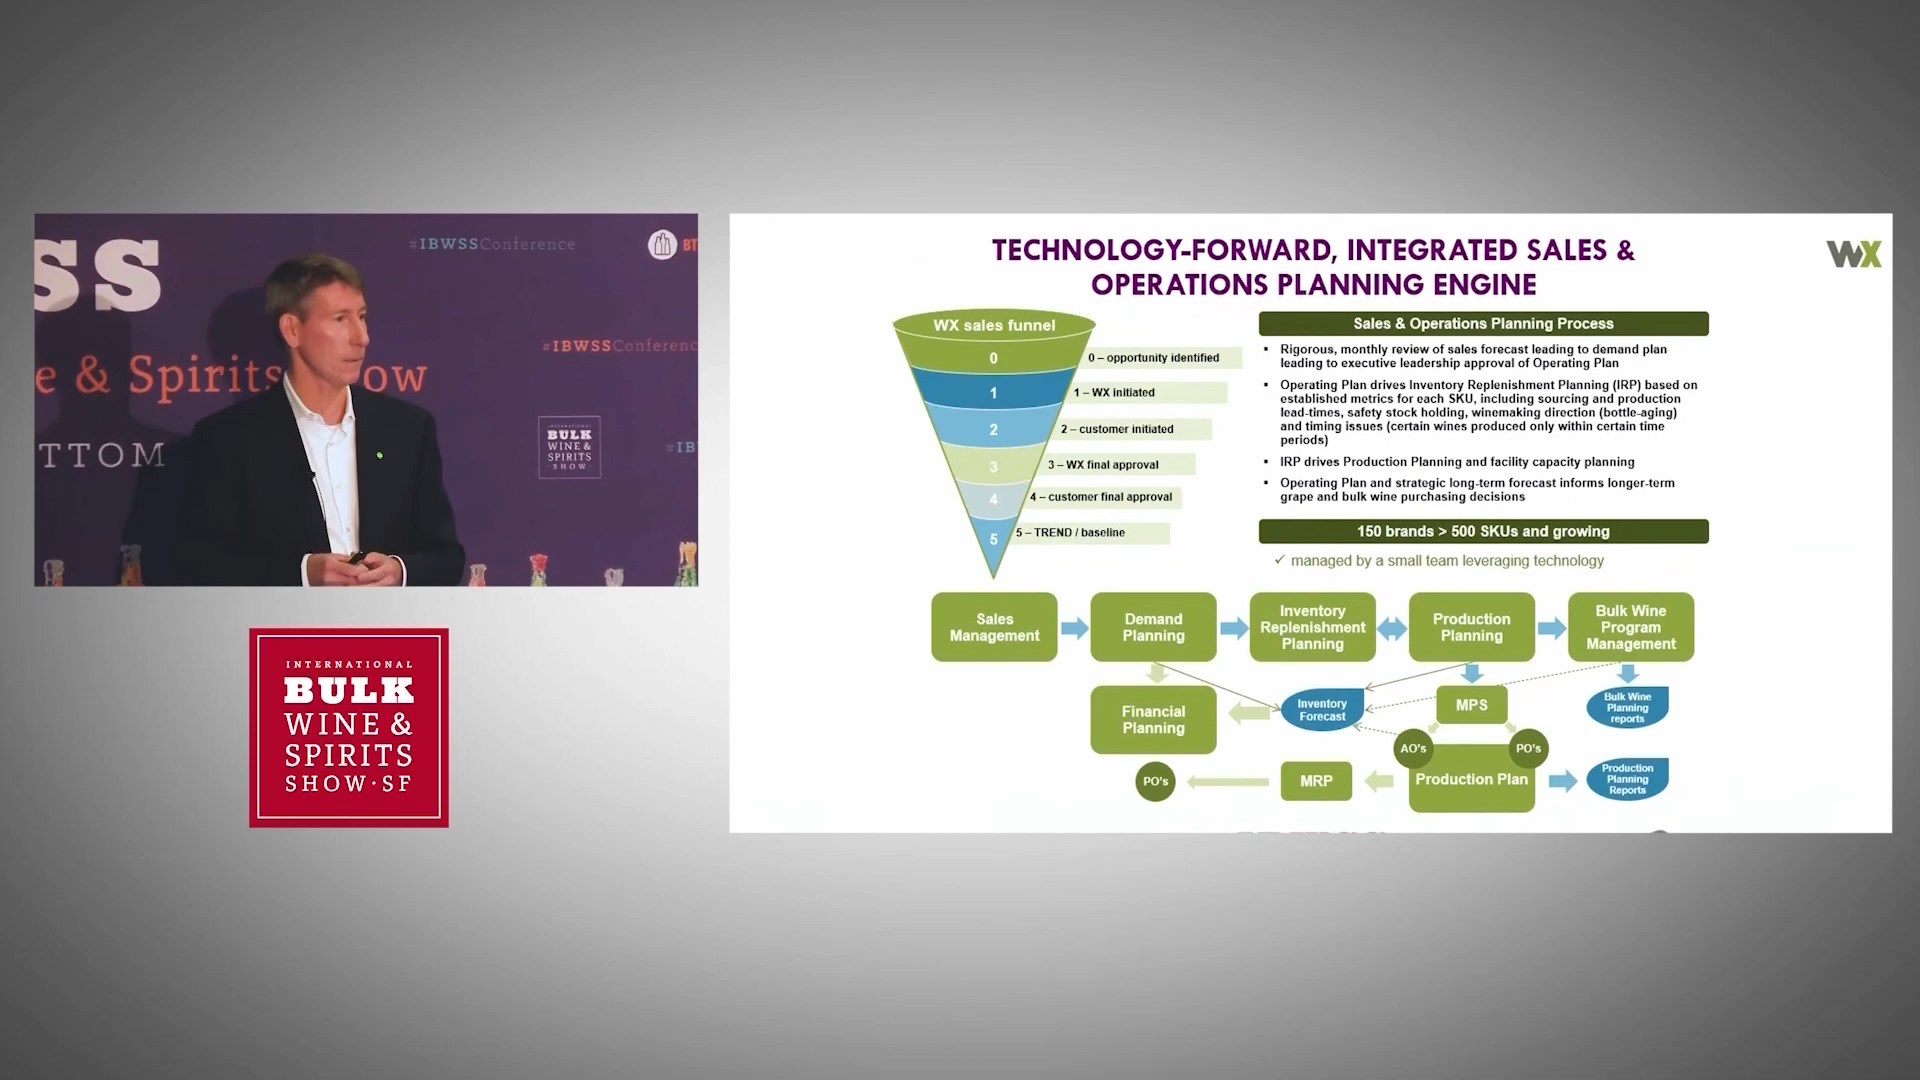 SS
#IBWSSConference
BT
#IBWSSConferenc
e & Spirits
ow
TTOM
INTERNATIONAL
BULK
WINE &
SPIRITS
·SHOW·
#IB
INTERNATIONAL
BULK
WINE &
SPIRITS
SHOW·SF
TECHNOLOGY-FORWARD, INTEGRATED SALES &
OPERATIONS PLANNING ENGINE
WX
WX sales funnel
0
0 – opportunity identified
1
1 – WX initiated
2
2 – customer initiated
3
3 – WX final approval
4
4 – customer final approval
5
5 – TREND / baseline
Sales & Operations Planning Process
▪ Rigorous, monthly review of sales forecast leading to demand plan
leading to executive leadership approval of Operating Plan
▪ Operating Plan drives Inventory Replenishment Planning (IRP) based on
established metrics for each SKU, including sourcing and production
lead-times, safety stock holding, winemaking direction (bottle-aging)
and timing issues (certain wines produced only within certain time
periods)
▪ IRP drives Production Planning and facility capacity planning
▪ Operating Plan and strategic long-term forecast informs longer-term
grape and bulk wine purchasing decisions
150 brands > 500 SKUs and growing
✓ managed by a small team leveraging technology
Sales
Management
Demand
Planning
Inventory
Replenishment
Planning
Production
Planning
Bulk Wine
Program
Management
Financial
Planning
Inventory
Forecast
MPS
Bulk Wine
Planning
reports
AO's
PO's
PO's
MRP
Production Plan
Production
Planning
Reports